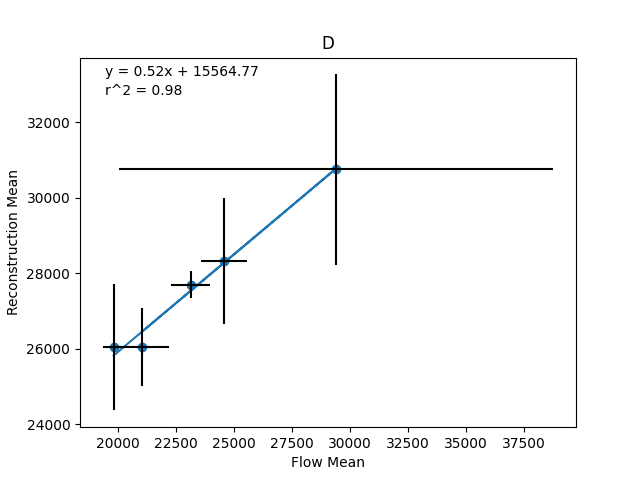 D
y = 0.52x + 15564.77
r^2 = 0.98
Reconstruction Mean
32000
30000
28000
26000
24000
20000 22500 25000 27500 30000 32500 35000 37500
Flow Mean